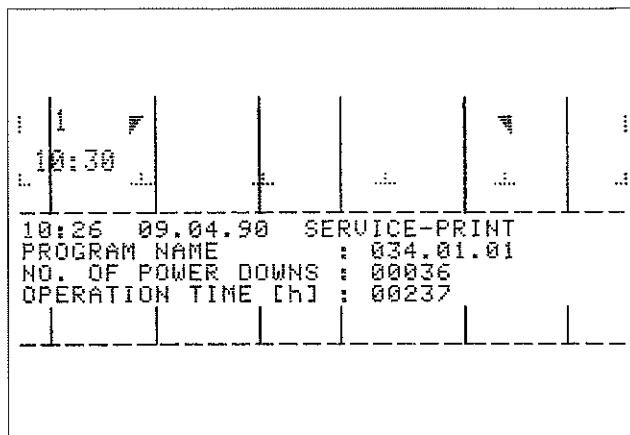 1
10:30
10:26 09.04.90 SERVICE-PRINT
PROGRAM NAME : 034.01.01
NO. OF POWER DOWNS : 00036
OPERATION TIME [h] : 00237